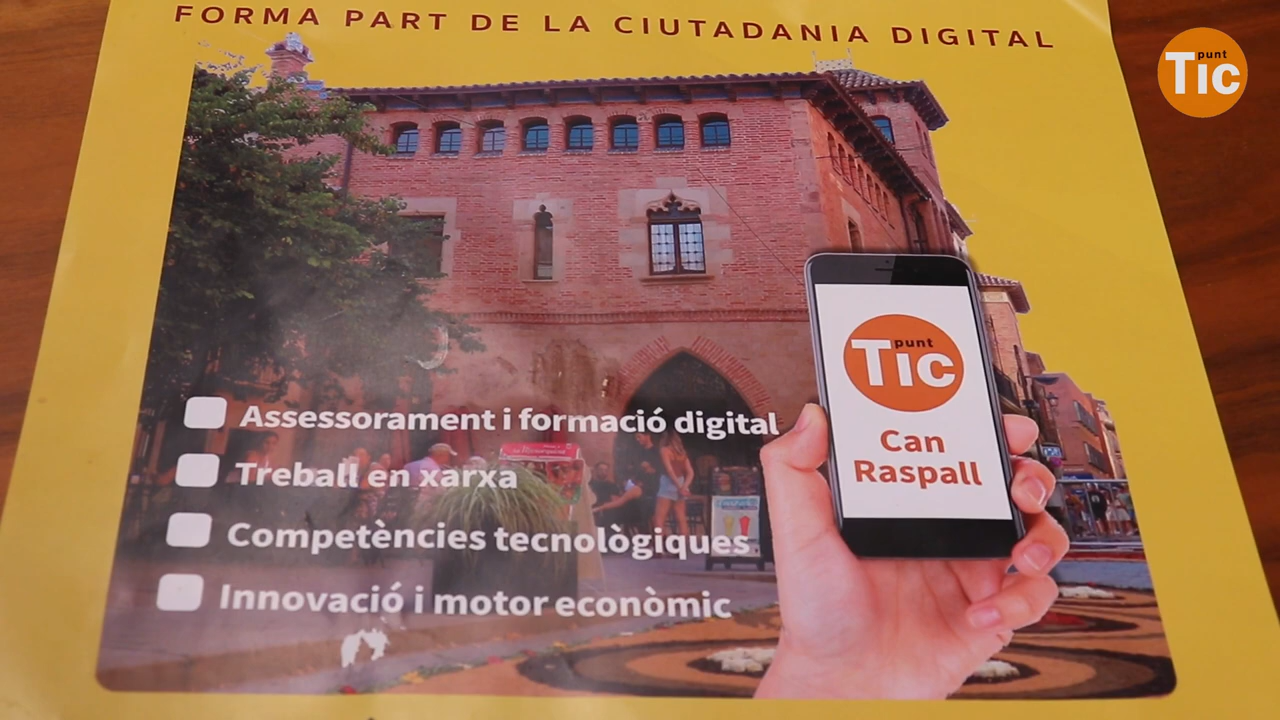 FORMA PART DE LA CIUTADANIA DIGITAL
punt
TIC
punt
TIC
Can
Raspall
Assessorament i formació digital
Treball en xarxa
Competències tecnològiques
Innovació i motor econòmic